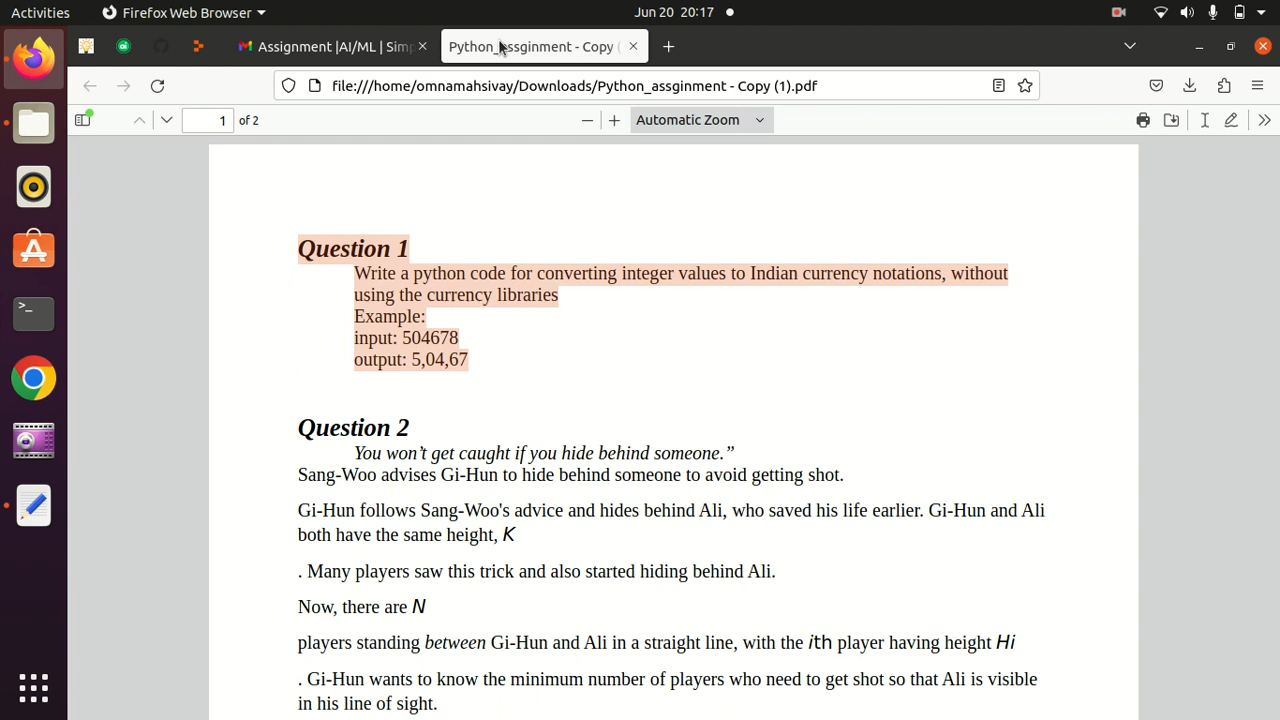 Activities
Firefox Web Browser
Jun 20 20:17
Assignment |AI/ML | Simp
Python_assginment - Copy (
file:///home/omnamahsivay/Downloads/Python_assginment - Copy (1).pdf
1 of 2
Automatic Zoom
Question 1
Write a python code for converting integer values to Indian currency notations, without
using the currency libraries
Example:
input: 504678
output: 5,04,67
Question 2
You won’t get caught if you hide behind someone.”
Sang-Woo advises Gi-Hun to hide behind someone to avoid getting shot.
Gi-Hun follows Sang-Woo's advice and hides behind Ali, who saved his life earlier. Gi-Hun and Ali
both have the same height, K
. Many players saw this trick and also started hiding behind Ali.
Now, there are N
players standing between Gi-Hun and Ali in a straight line, with the ith player having height Hi
. Gi-Hun wants to know the minimum number of players who need to get shot so that Ali is visible
in his line of sight.